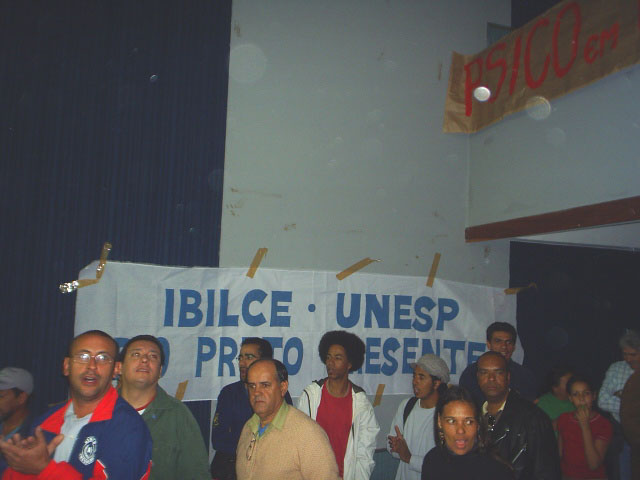 PSICO em
IBILCE · UNESP
PRETO PRESENTE